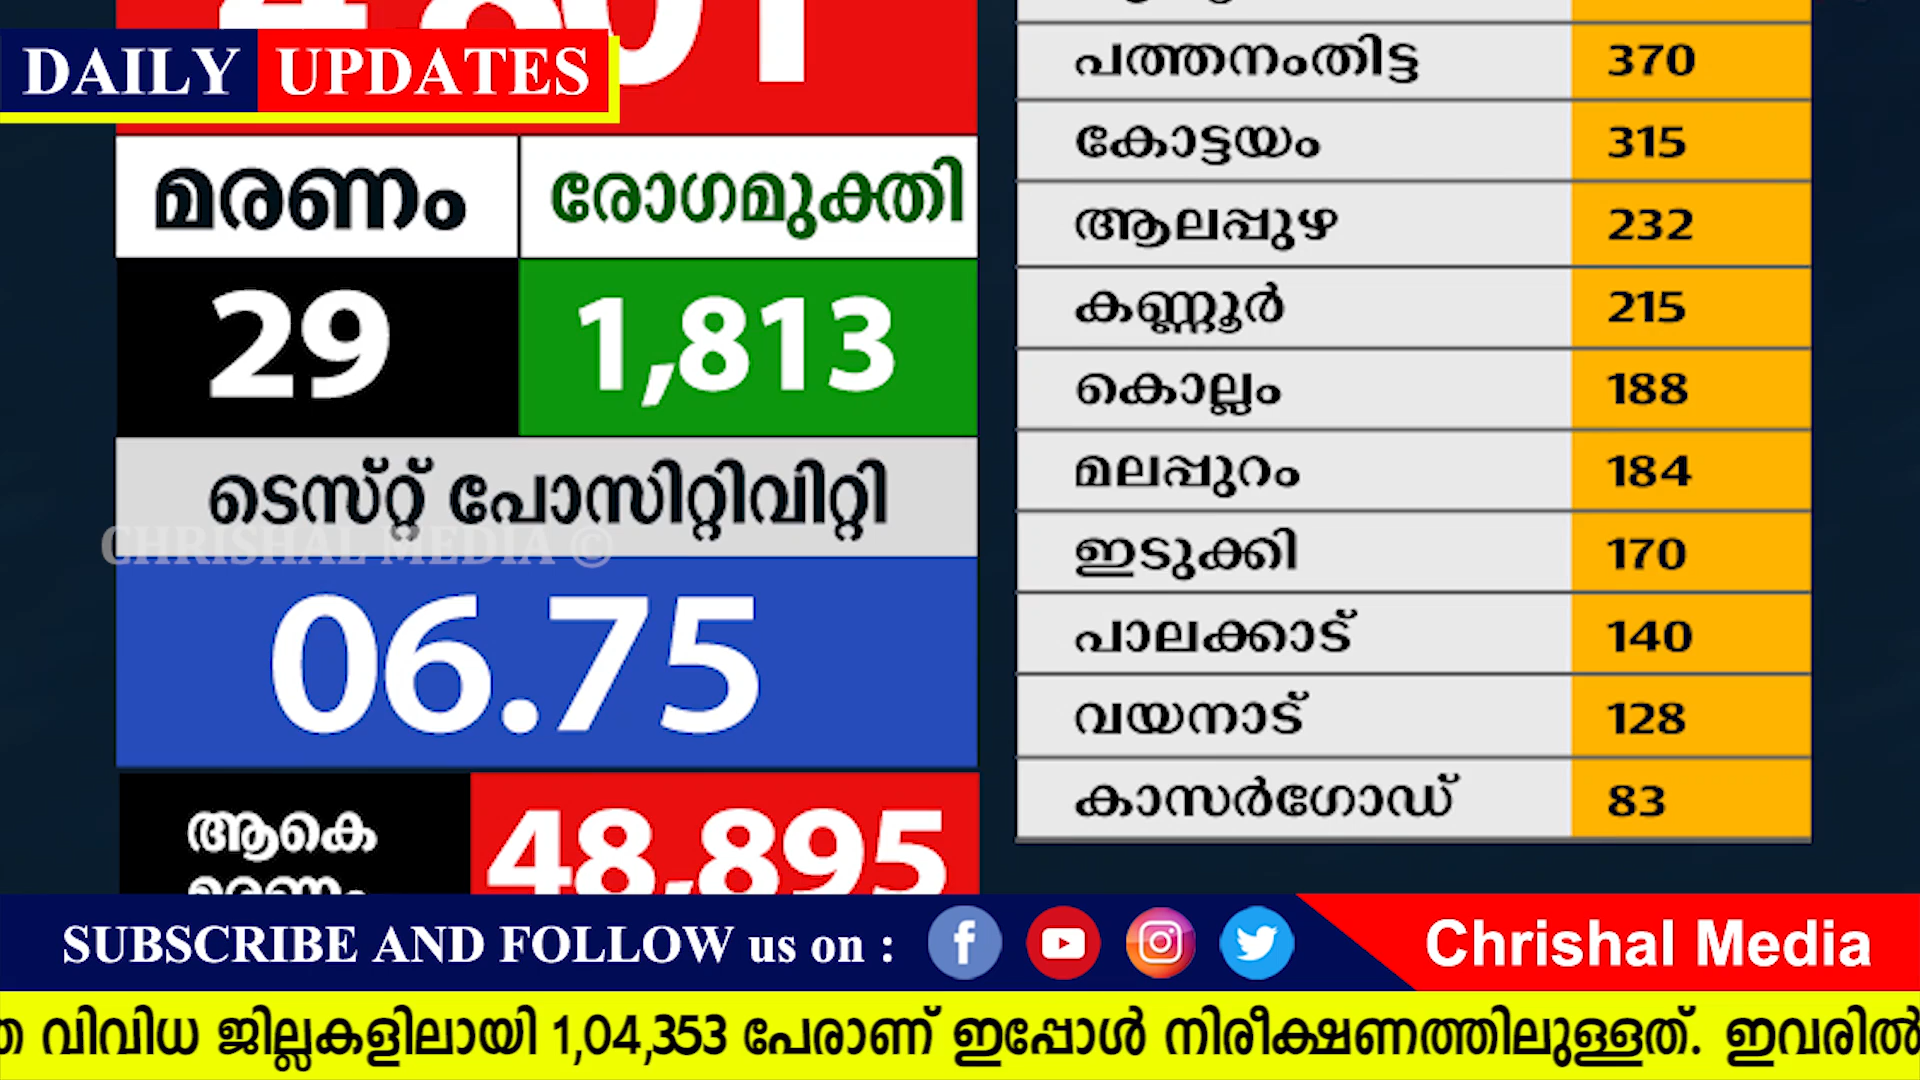 DAILY UPDATES
മരണം
രോഗമുക്തി
29
1,813
ടെസ്റ്റ് പോസിറ്റിവിറ്റി
CHRISHAL MEDIA ©
06.75
ആകെ
മരണം
48,895
പത്തനംതിട്ട 370
കോട്ടയം 315
ആലപ്പുഴ 232
കണ്ണൂർ 215
കൊല്ലം 188
മലപ്പുറം 184
ഇടുക്കി 170
പാലക്കാട് 140
വയനാട് 128
കാസർഗോഡ് 83
SUBSCRIBE AND FOLLOW us on :
Chrishal Media
വിവിധ ജില്ലകളിലായി 1,04,353 പേരാണ് ഇപ്പോൾ നിരീക്ഷണത്തിലുള്ളത്. ഇവരിൽ